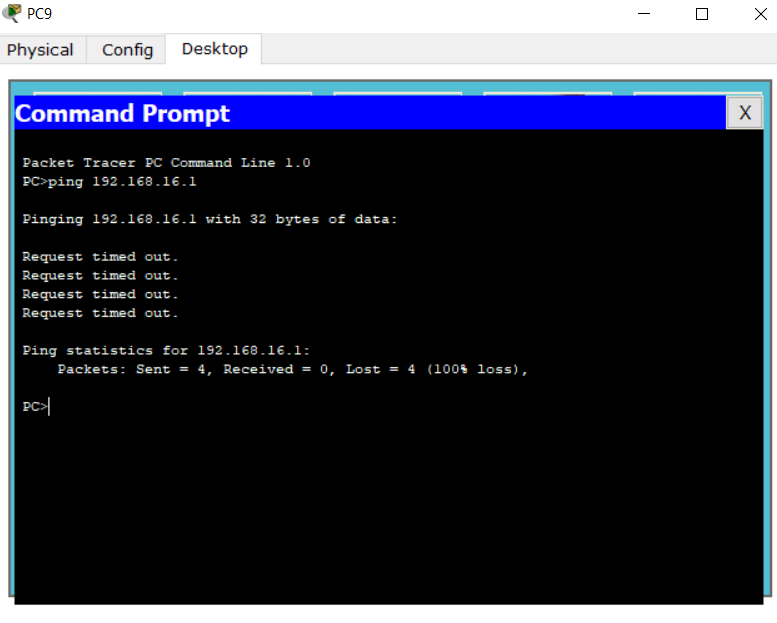 PC9
Physical Config Desktop
Command Prompt X
Packet Tracer PC Command Line 1.0
PC>ping 192.168.16.1
Pinging 192.168.16.1 with 32 bytes of data:
Request timed out.
Request timed out.
Request timed out.
Request timed out.
Ping statistics for 192.168.16.1:
    Packets: Sent = 4, Received = 0, Lost = 4 (100% loss),
PC>